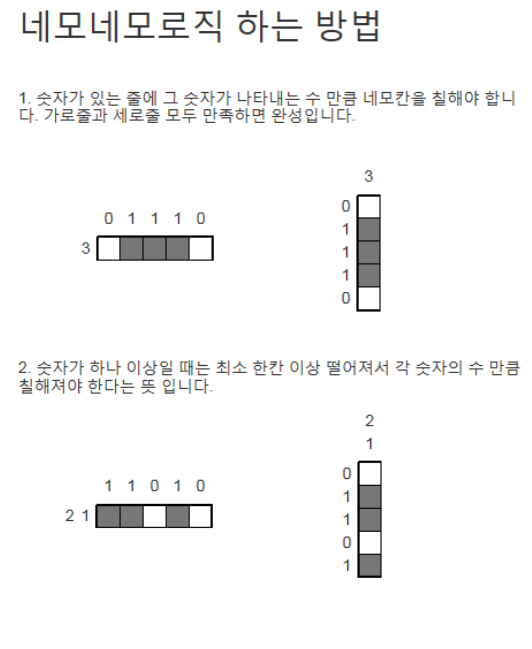 네모네모로직 하는 방법
1. 숫자가 있는 줄에 그 숫자가 나타내는 수 만큼 네모칸을 칠해야 합니
다. 가로줄과 세로줄 모두 만족하면 완성입니다.
3
0
0 1 1 1 0
1
3
1
1
0
2. 숫자가 하나 이상일 때는 최소 한칸 이상 떨어져서 각 숫자의 수 만큼
칠해져야 한다는 뜻 입니다.
2
1
0
1 1 0 1 0
1
2 1
1
0
1